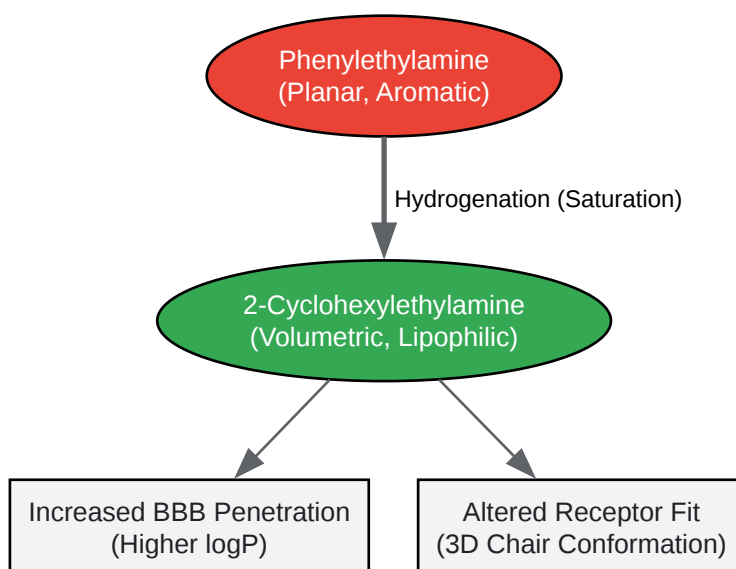 Phenylethylamine
(Planar, Aromatic)
Hydrogenation (Saturation)
2-Cyclohexylethylamine
(Volumetric, Lipophilic)
Increased BBB Penetration
(Higher logP)
Altered Receptor Fit
(3D Chair Conformation)